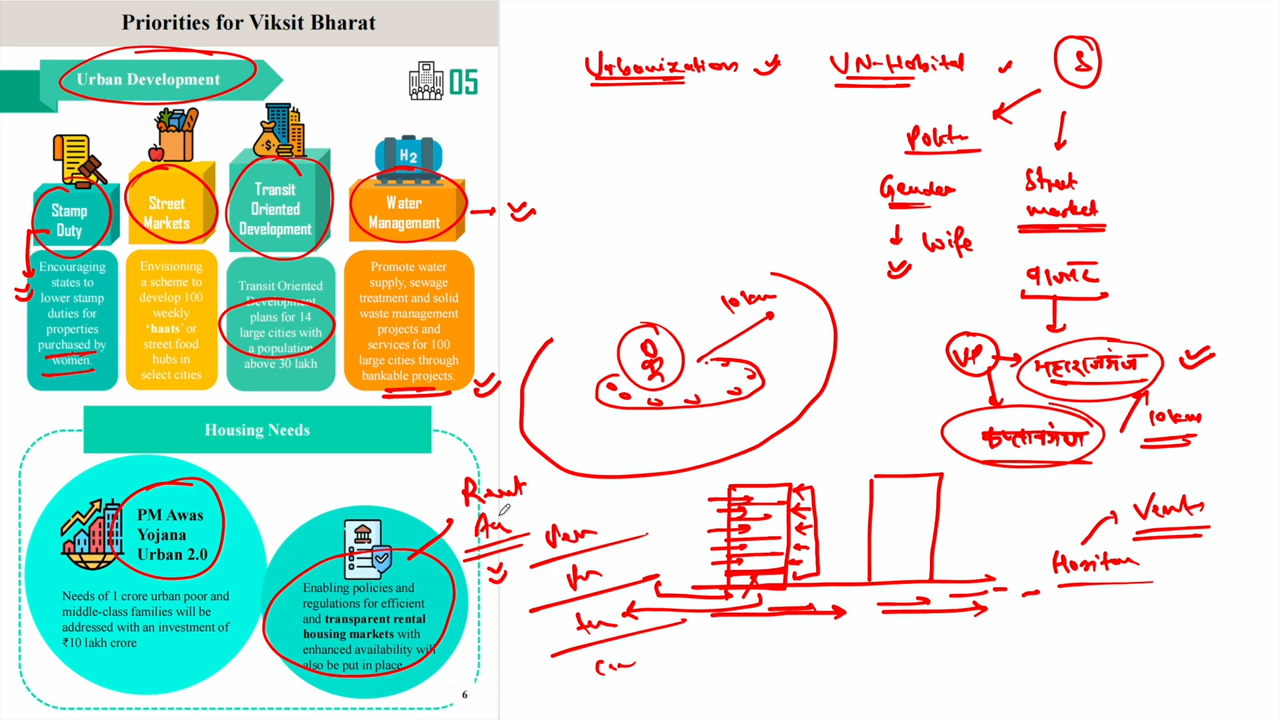 Priorities for Viksit Bharat
Urban Development
05
H2
Stamp
Duty
Street
Markets
Transit
Oriented
Development
Water
Management
Encouraging
states to
lower stamp
duties for
properties
purchased by
women.
Envisioning
a scheme to
develop 100
weekly
'haats' or
street food
hubs in
select cities
Transit Oriented
Development
plans for 14
large cities with
a population
above 30 lakh
Promote water
supply, sewage
treatment and solid
waste management
projects and
services for 100
large cities through
bankable projects.
Housing Needs
PM Awas
Yojana
Urban 2.0
Needs of 1 crore urban poor and
middle-class families will be
addressed with an investment of
₹10 lakh crore
Enabling policies and
regulations for efficient
and transparent rental
housing markets with
enhanced availability will
also be put in place
6
Urbanization
UN-Habitat
Gender
Wife
Street
market
10 km
महाराजगंज
10 km
Rent